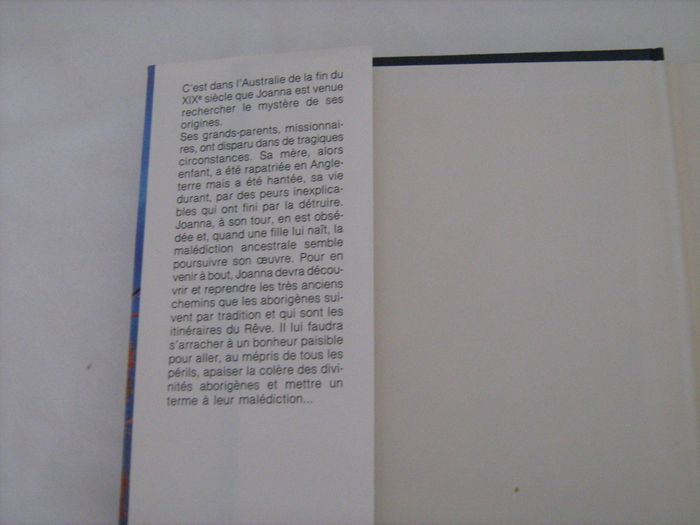 C'est dans l'Australie de la fin du
XIXe siècle que Joanna est venue
rechercher le mystère de ses
origines.
Ses grands-parents, missionnai-
res, ont disparu dans de tragiques
circonstances. Sa mère, alors
enfant, a été rapatriée en Angle-
terre mais a été hantée, sa vie
durant, par des peurs inexplica-
bles qui ont fini par la détruire.
Joanna, à son tour, en est obsé-
dée et, quand une fille lui naît, la
malédiction ancestrale semble
poursuivre son œuvre. Pour en
venir à bout, Joanna devra décou-
vrir et reprendre les très anciens
chemins que les aborigènes sui-
vent par tradition et qui sont les
itinéraires du Rêve. Il lui faudra
s'arracher à un bonheur paisible
pour aller, au mépris de tous les
périls, apaiser la colère des divi-
nités aborigènes et mettre un
terme à leur malédiction...